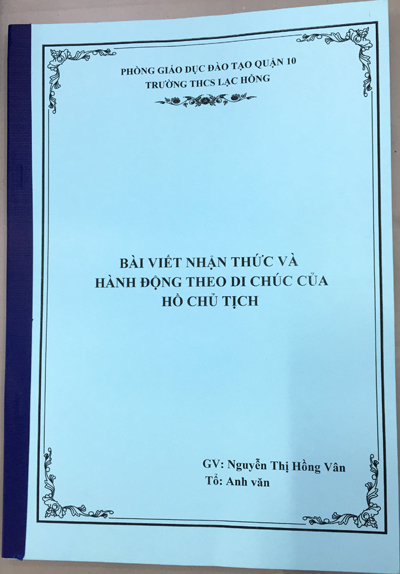 PHÒNG GIÁO DỤC ĐÀO TẠO QUẬN 10
TRƯỜNG THCS LẠC HỒNG
BÀI VIẾT NHẬN THỨC VÀ
HÀNH ĐỘNG THEO DI CHÚC CỦA
HỒ CHỦ TỊCH
GV: Nguyễn Thị Hồng Vân
Tổ: Anh văn